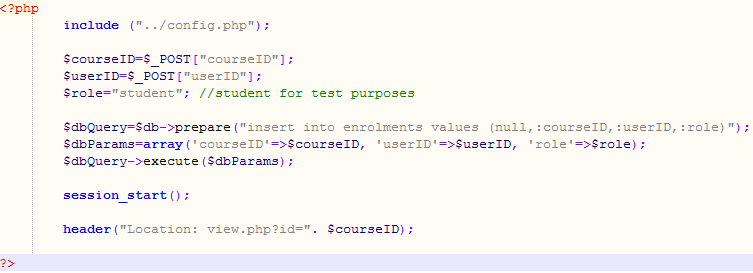 <?php
include ("../config.php");
$courseID=$_POST["courseID"];
$userID=$_POST["userID"];
$role="student"; //student for test purposes
$dbQuery=$db->prepare("insert into enrolments values (null,:courseID,:userID,:role)");
$dbParams=array('courseID'=>$courseID, 'userID'=>$userID, 'role'=>$role);
$dbQuery->execute($dbParams);
session_start();
header("Location: view.php?id=". $courseID);
?>